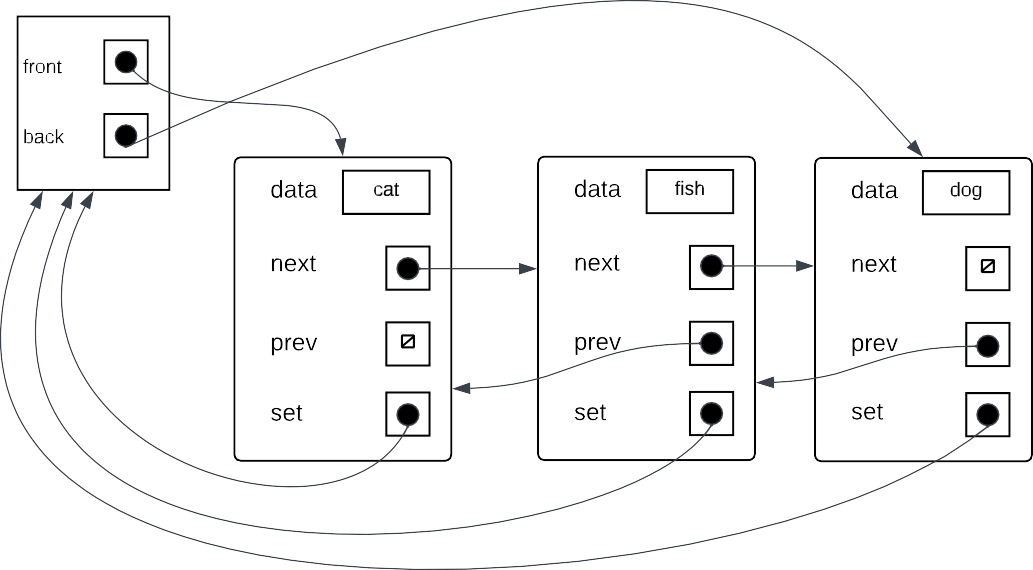 front
back
data cat
next
prev
set
data fish
next
prev
set
data dog
next
prev
set